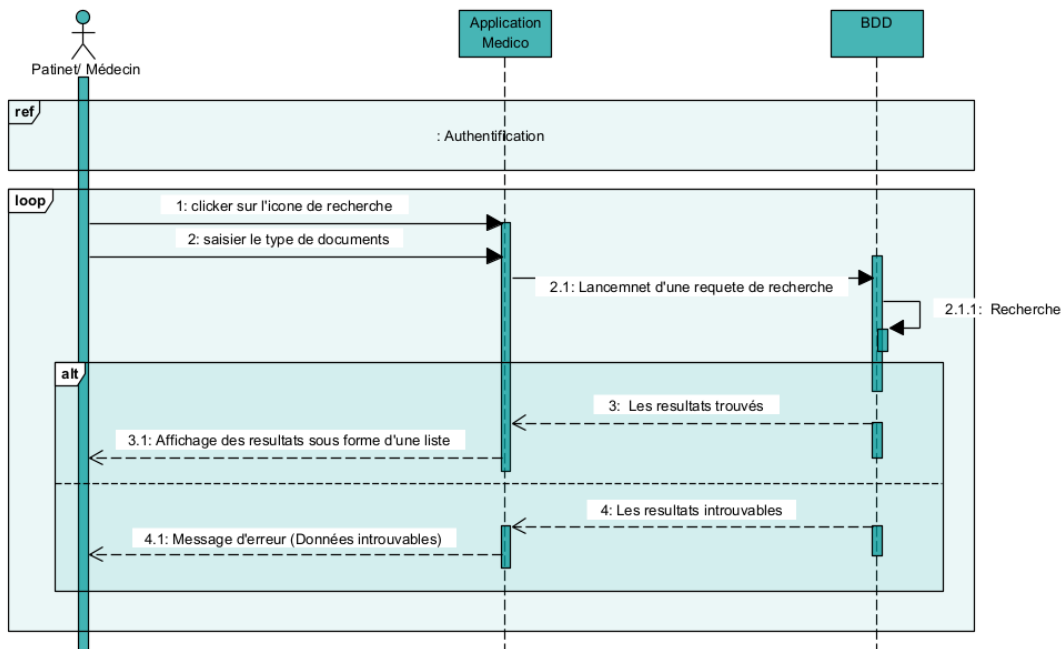 Application
Medico
BDD
Patinet/ Médecin
ref
: Authentification
loop
1: clicker sur l'icone de recherche
2: saisier le type de documents
2.1: Lancemnet d'une requete de recherche
2.1.1: Recherche
alt
3: Les resultats trouvés
3.1: Affichage des resultats sous forme d'une liste
4: Les resultats introuvables
4.1: Message d'erreur (Données introuvables)